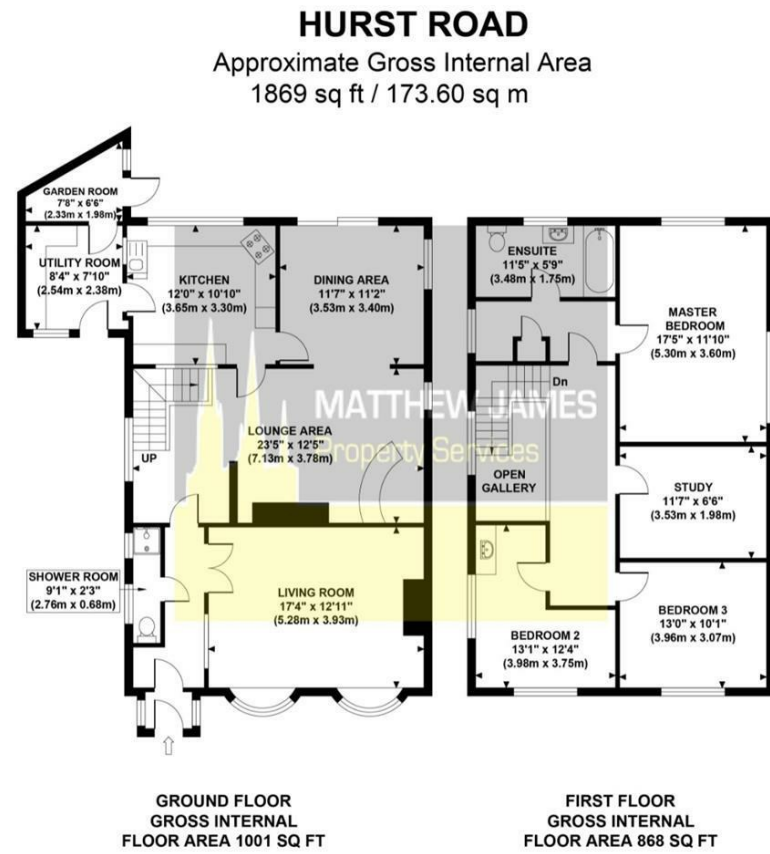 HURST ROAD
Approximate Gross Internal Area
1869 sq ft / 173.60 sq m
GARDEN ROOM
7'8" x 6'6"
(2.33m x 1.98m)
UTILITY ROOM
8'4" x 7'10"
(2.54m x 2.38m)
KITCHEN
12'0" x 10'10"
(3.65m x 3.30m)
DINING AREA
11'7" x 11'2"
(3.53m x 3.40m)
LOUNGE AREA
23'5" x 12'5"
(7.13m x 3.78m)
UP
SHOWER ROOM
9'1" x 2'3"
(2.76m x 0.68m)
LIVING ROOM
17'4" x 12'11"
(5.28m x 3.93m)
ENSUITE
11'5" x 5'9"
(3.48m x 1.75m)
MASTER
BEDROOM
17'5" x 11'10"
(5.30m x 3.60m)
Dn
OPEN
GALLERY
STUDY
11'7" x 6'6"
(3.53m x 1.98m)
BEDROOM 2
13'1" x 12'4"
(3.98m x 3.75m)
BEDROOM 3
13'0" x 10'1"
(3.96m x 3.07m)
MATTHEW JAMES
Property Services
GROUND FLOOR
GROSS INTERNAL
FLOOR AREA 1001 SQ FT
FIRST FLOOR
GROSS INTERNAL
FLOOR AREA 868 SQ FT